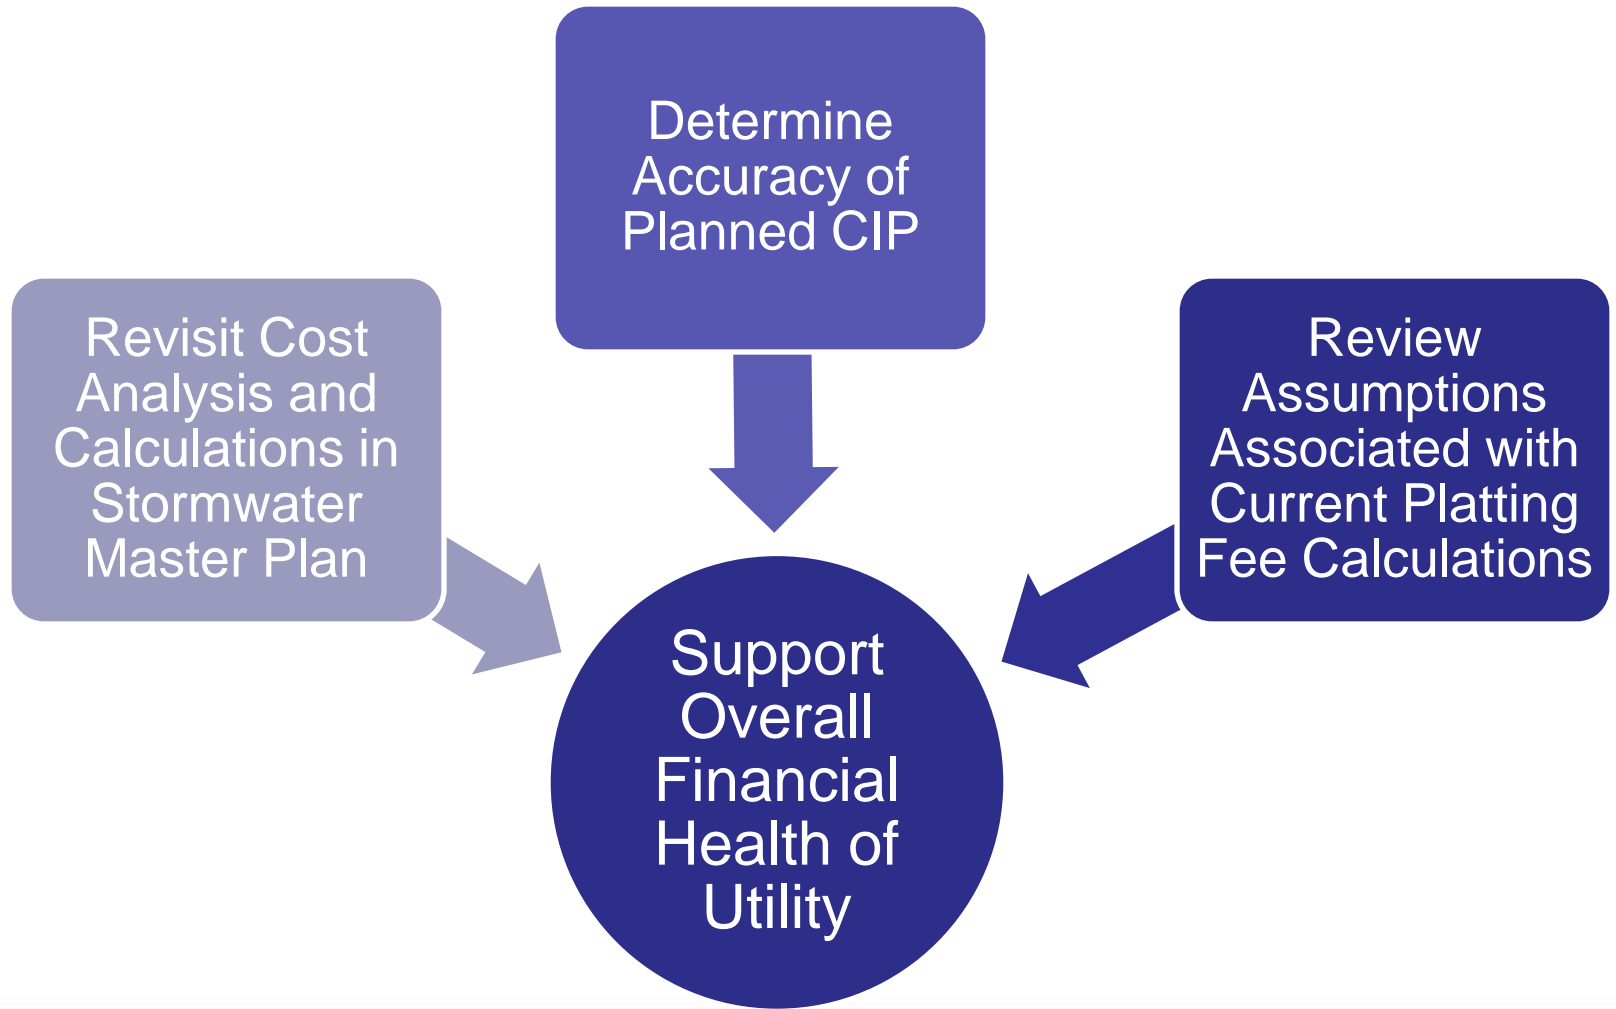 Determine
Accuracy of
Planned CIP
Revisit Cost
Analysis and
Calculations in
Stormwater
Master Plan
Review
Assumptions
Associated with
Current Platting
Fee Calculations
Support
Overall
Financial
Health of
Utility